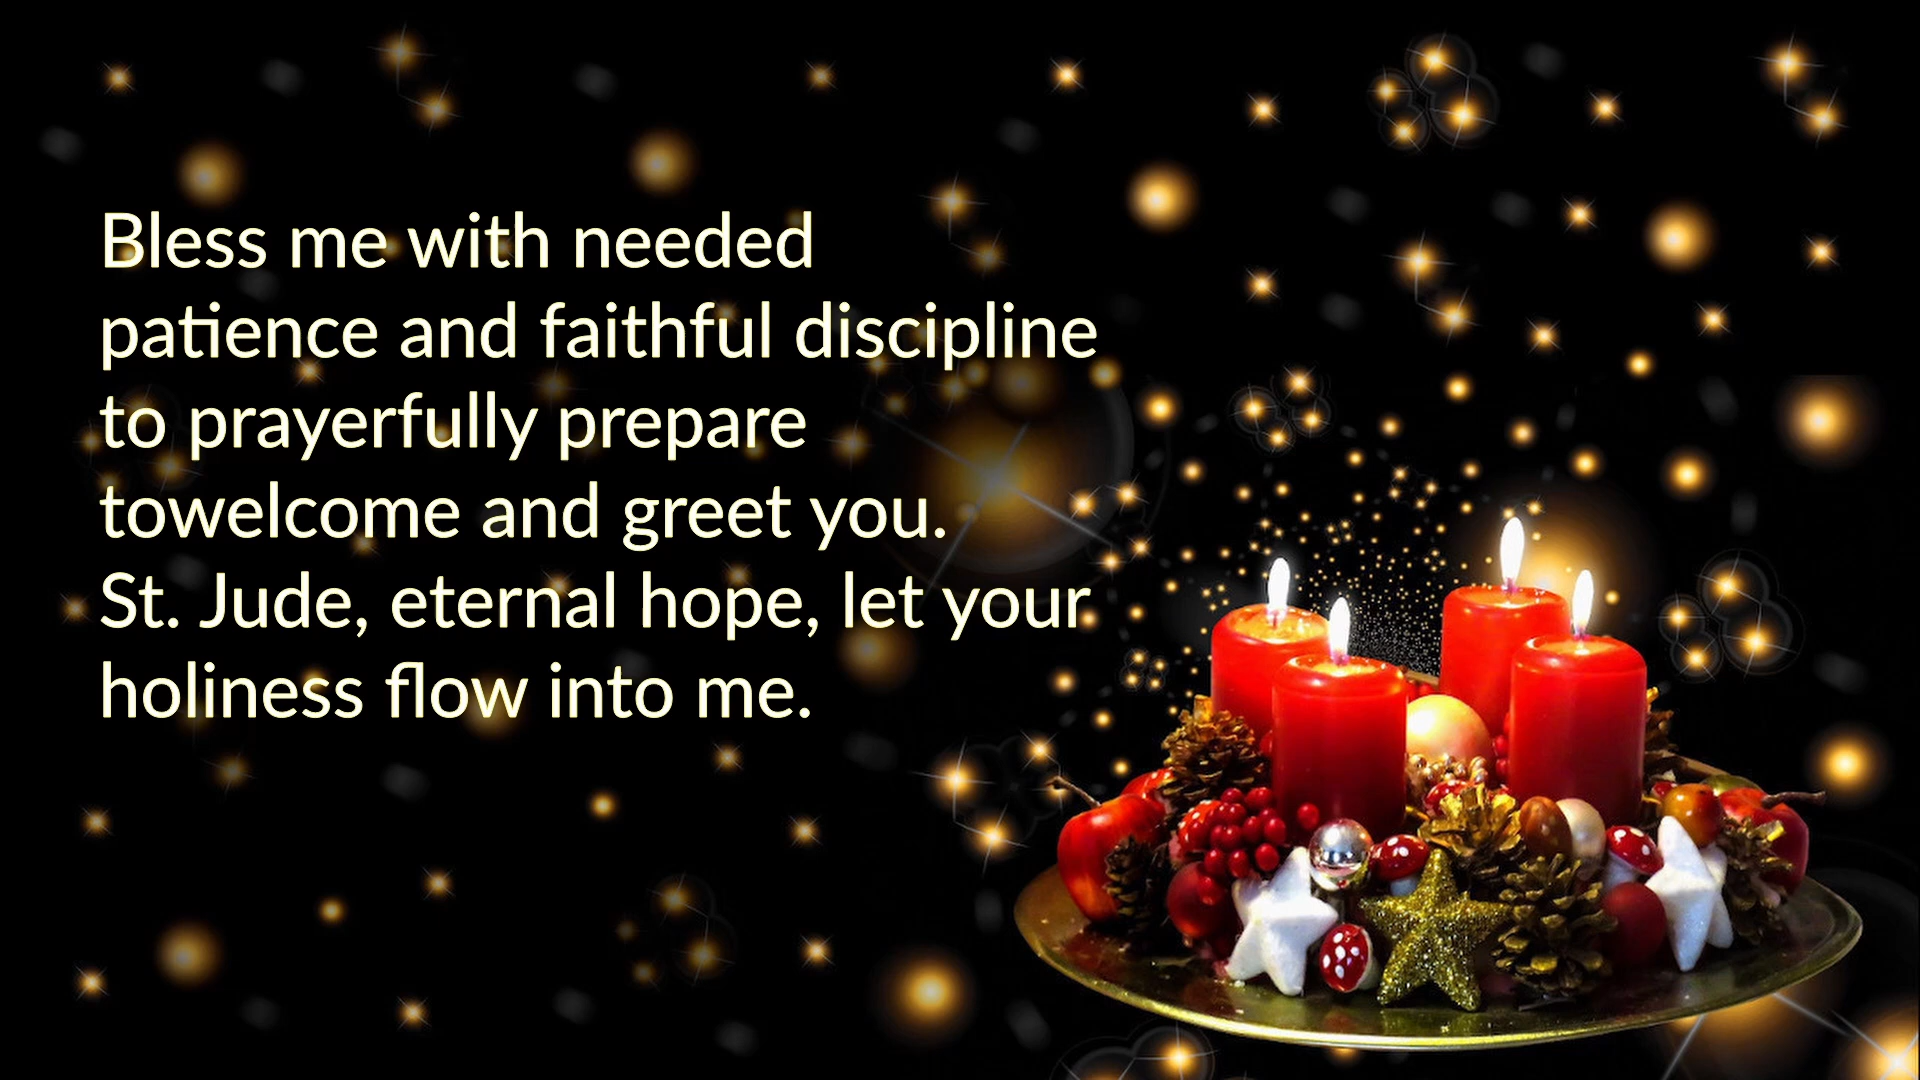 Bless me with needed
patience and faithful discipline
to prayerfully prepare
towelcome and greet you.
St. Jude, eternal hope, let your
holiness flow into me.